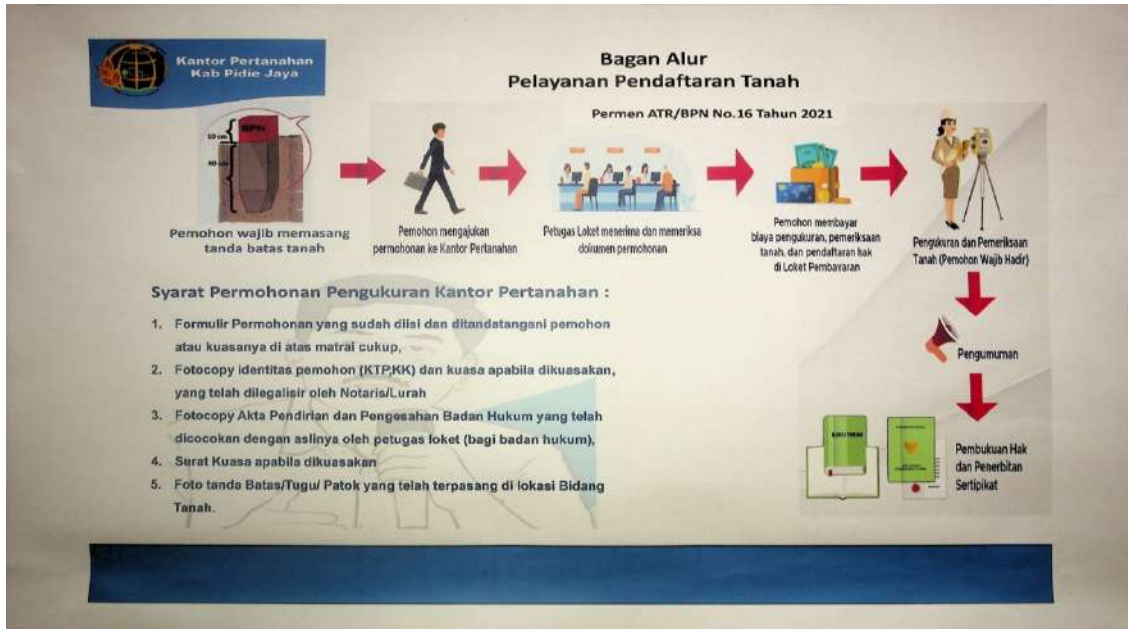 Kantor Pertanahan
Kab Pidie Jaya
Bagan Alur
Pelayanan Pendaftaran Tanah
Permen ATR/BPN No.16 Tahun 2021
BPN
10 cm
40 cm
Pemohon wajib memasang
tanda batas tanah
Pemohon mengajukan
permohonan ke Kantor Pertanahan
Petugas Loket menerima dan memeriksa
dokumen permohonan
Pemohon membayar
biaya pengukuran, pemeriksaan
tanah, dan pendaftaran hak
di Loket Pembayaran
Pengukuran dan Pemeriksaan
Tanah (Pemohon Wajib Hadir)
Pengumuman
Pembukuan Hak
dan Penerbitan
Sertipikat
BUKU TANAH
Syarat Permohonan Pengukuran Kantor Pertanahan :
1. Formulir Permohonan yang sudah diisi dan ditandatangani pemohon
atau kuasanya di atas matrai cukup,
2. Fotocopy identitas pemohon (KTP,KK) dan kuasa apabila dikuasakan,
yang telah dilegalisir oleh Notaris/Lurah
3. Fotocopy Akta Pendirian dan Pengesahan Badan Hukum yang telah
dicocokan dengan aslinya oleh petugas loket (bagi badan hukum),
4. Surat Kuasa apabila dikuasakan
5. Foto tanda Batas/Tugu/ Patok yang telah terpasang di lokasi Bidang
Tanah.